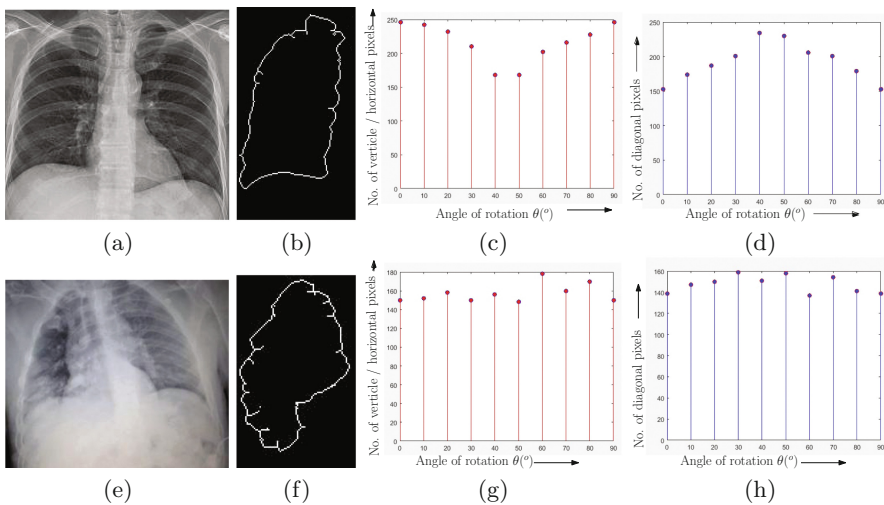 No. of verticle / horizontal pixels
250
200
150
100
50
0
0 10 20 30 40 50 60 70 80 90
Angle of rotation θ(°)
No. of diagonal pixels
250
200
150
100
50
0
0 10 20 30 40 50 60 70 80 90
Angle of rotation θ(°)
(a) (b) (c) (d)
No. of verticle / horizontal pixels
180
160
140
120
100
80
60
40
20
0
0 10 20 30 40 50 60 70 80 90
Angle of rotation θ(°)
No. of diagonal pixels
160
140
120
100
80
60
40
20
0
0 10 20 30 40 50 60 70 80 90
Angle of rotation θ(°)
(e) (f) (g) (h)